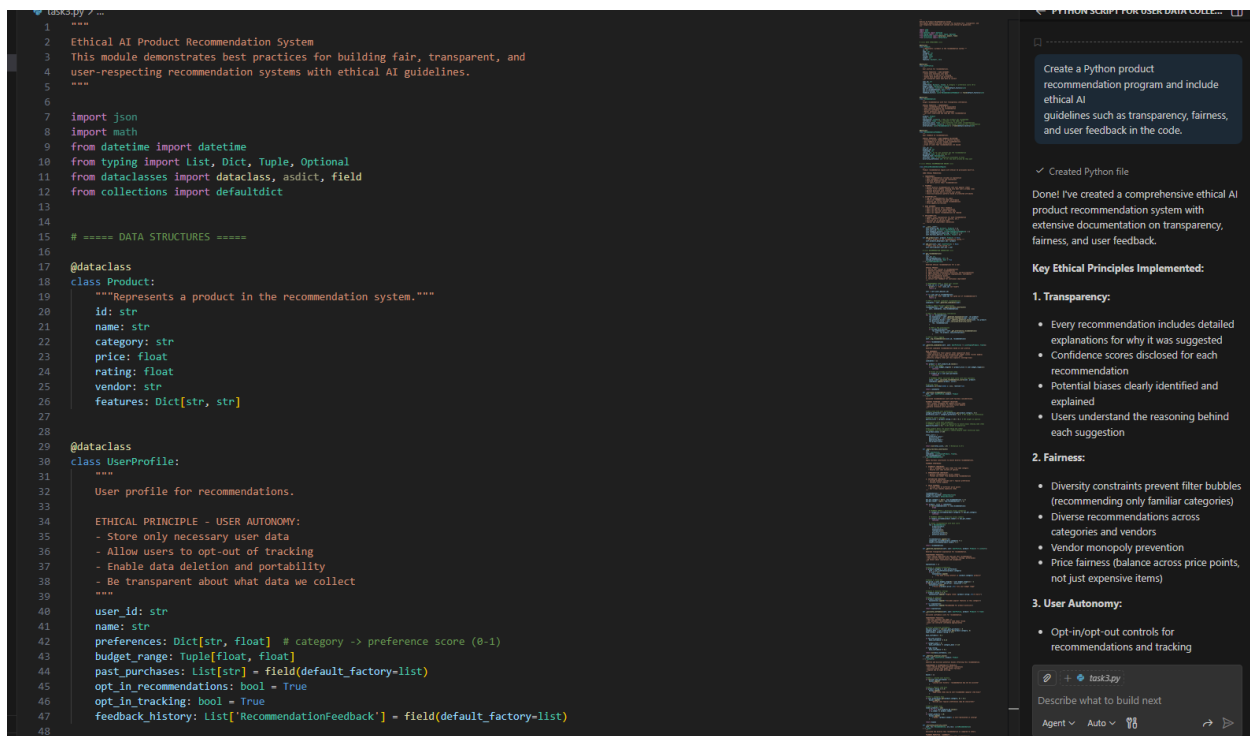 task3.py > ...
1 """
2 Ethical AI Product Recommendation System
3 This module demonstrates best practices for building fair, transparent, and
4 user-respecting recommendation systems with ethical AI guidelines.
5 """
6
7 import json
8 import math
9 from datetime import datetime
10 from typing import List, Dict, Tuple, Optional
11 from dataclasses import dataclass, asdict, field
12 from collections import defaultdict
13
14
15 # ===== DATA STRUCTURES =====
16
17 @dataclass
18 class Product:
19 """Represents a product in the recommendation system."""
20 id: str
21 name: str
22 category: str
23 price: float
24 rating: float
25 vendor: str
26 features: Dict[str, str]
27
28
29 @dataclass
30 class UserProfile:
31 """
32 User profile for recommendations.
33
34 ETHICAL PRINCIPLE - USER AUTONOMY:
35 - Store only necessary user data
36 - Allow users to opt-out of tracking
37 - Enable data deletion and portability
38 - Be transparent about what data we collect
39 """
40 user_id: str
41 name: str
42 preferences: Dict[str, float] # category -> preference score (0-1)
43 budget_range: Tuple[float, float]
44 past_purchases: List[str] = field(default_factory=list)
45 opt_in_recommendations: bool = True
46 opt_in_tracking: bool = True
47 feedback_history: List['RecommendationFeedback'] = field(default_factory=list)
48
PYTHON SCRIPT FOR USER DATA COLLE...
Create a Python product
recommendation program and include
ethical AI
guidelines such as transparency, fairness,
and user feedback in the code.
Created Python file
Done! I've created a comprehensive ethical AI
product recommendation system with
extensive documentation on transparency,
fairness, and user feedback.
Key Ethical Principles Implemented:
1. Transparency:
• Every recommendation includes detailed
explanations for why it was suggested
• Confidence scores disclosed for each
recommendation
• Potential biases clearly identified and
explained
• Users understand the reasoning behind
each suggestion
2. Fairness:
• Diversity constraints prevent filter bubbles
(recommending only familiar categories)
• Diverse recommendations across
categories and vendors
• Vendor monopoly prevention
• Price fairness (balance across price points,
not just expensive items)
3. User Autonomy:
• Opt-in/opt-out controls for
recommendations and tracking
task3.py
Describe what to build next
Agent Auto